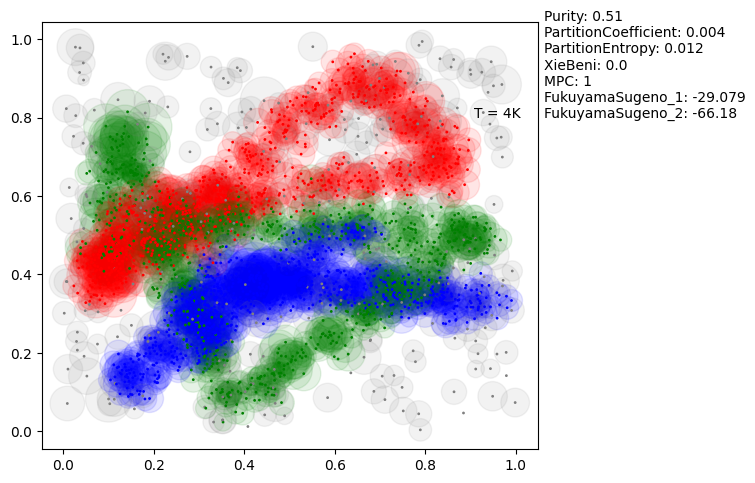 Purity: 0.51
PartitionCoefficient: 0.004
PartitionEntropy: 0.012
XieBeni: 0.0
MPC: 1
FukuyamaSugeno_1: -29.079
FukuyamaSugeno_2: -66.18
T = 4K
1.0
0.8
0.6
0.4
0.2
0.0
0.0 0.2 0.4 0.6 0.8 1.0